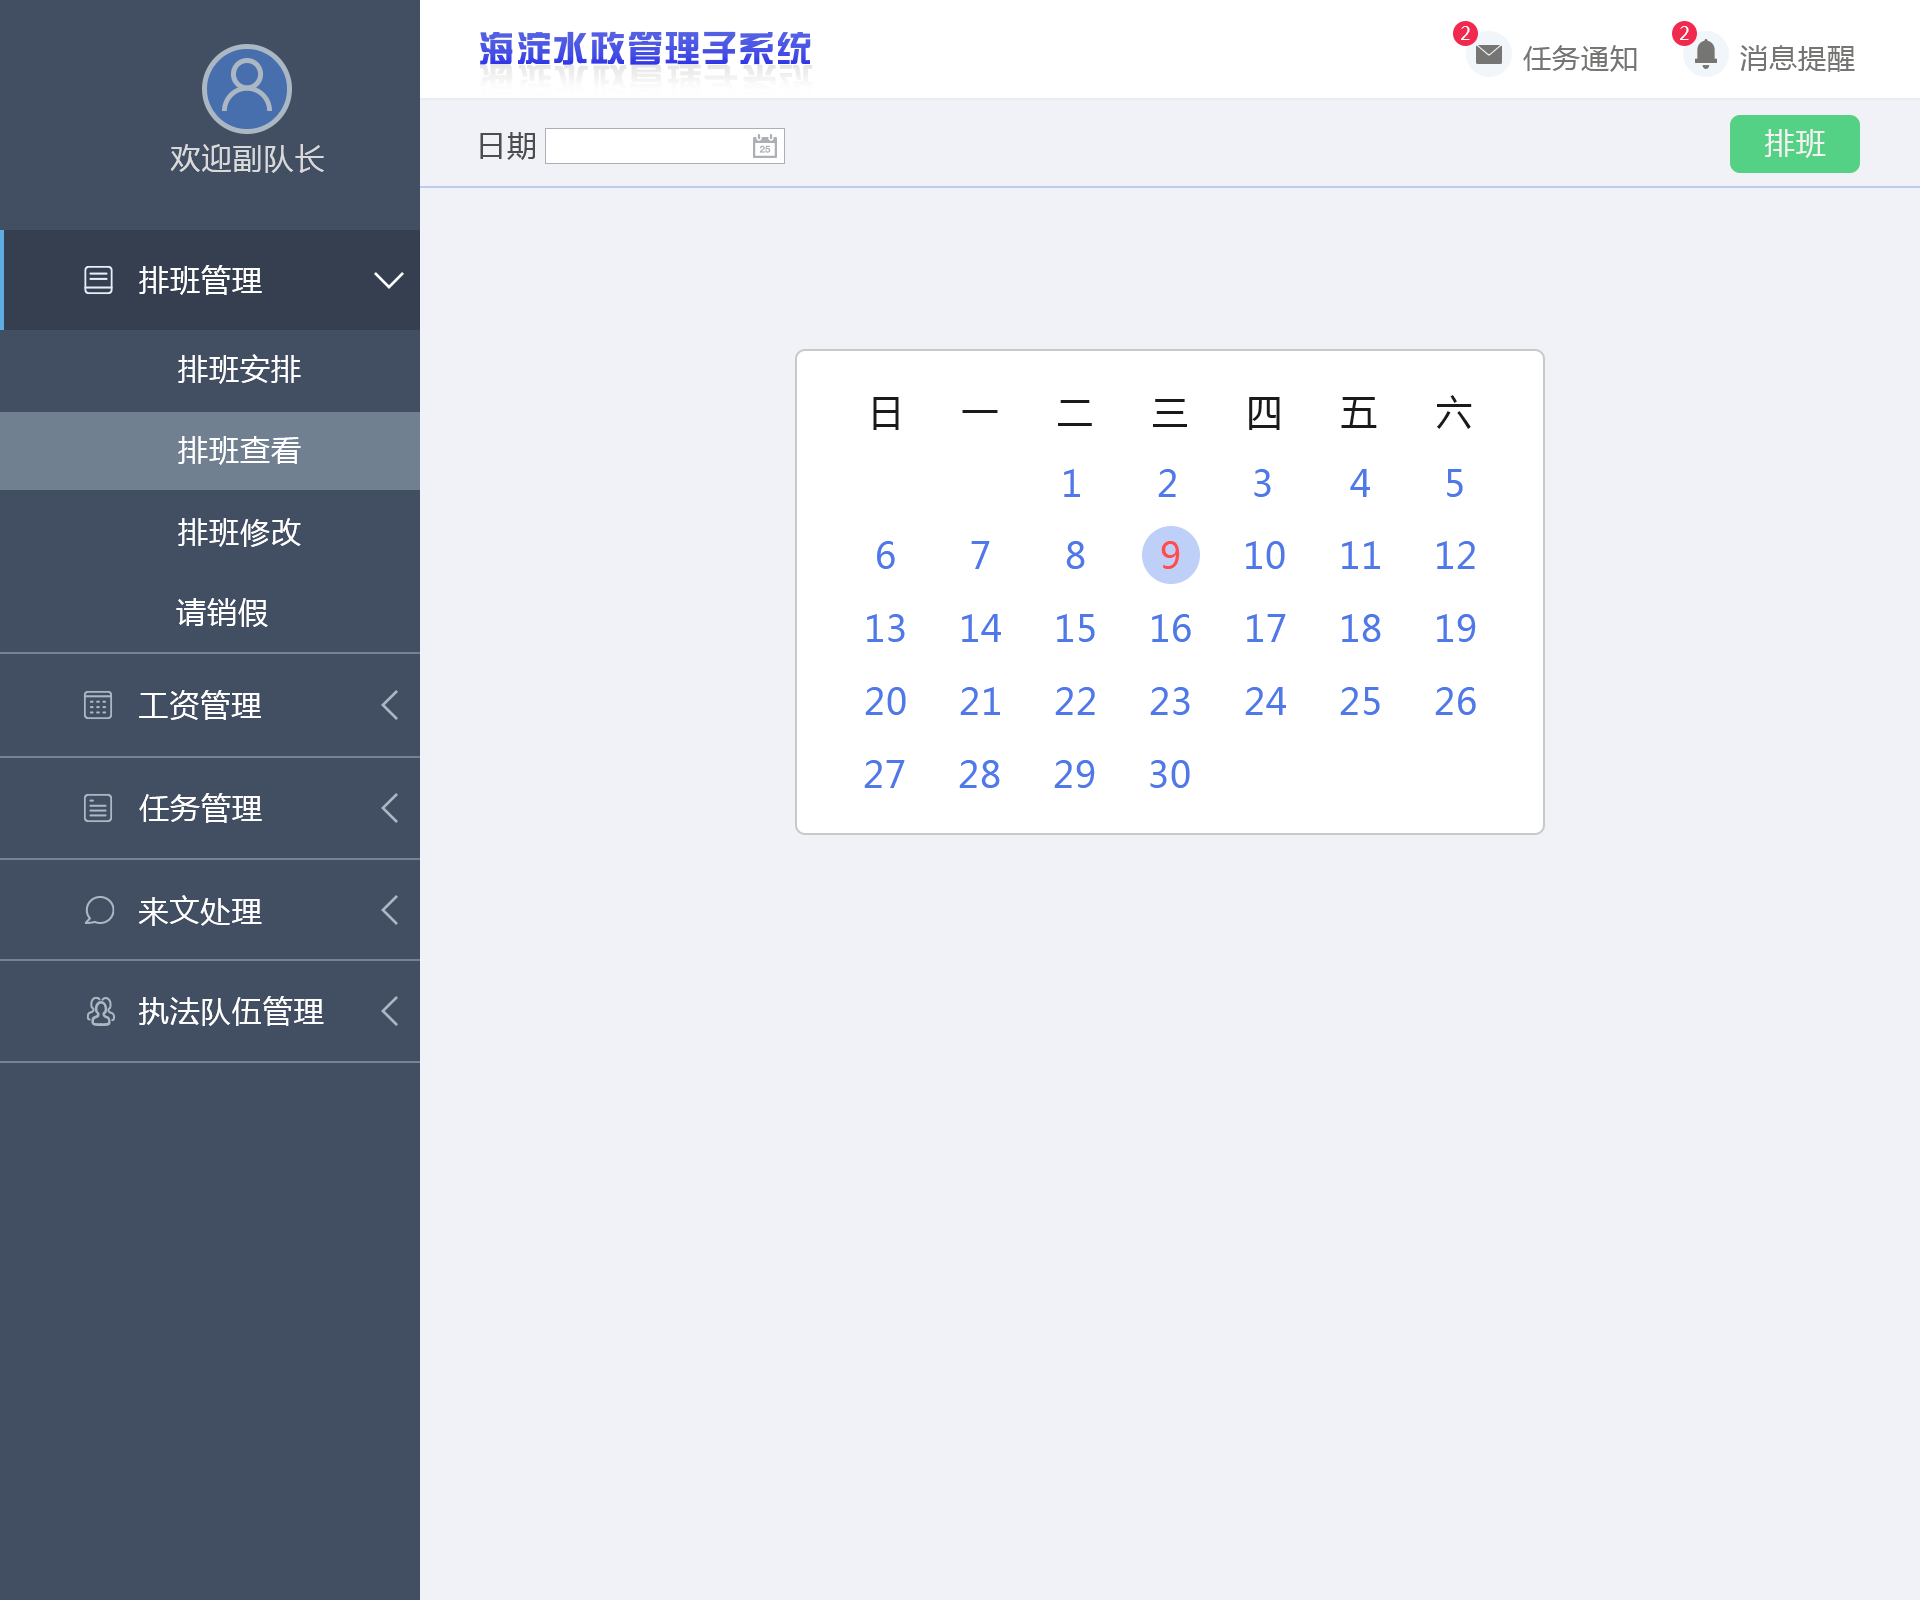 海淀水政管理子系统
2
任务通知
2
消息提醒
欢迎副队长
日期
25
排班
排班管理
排班安排
排班查看
排班修改
请销假
工资管理
任务管理
来文处理
执法队伍管理
日 一 二 三 四 五 六
1 2 3 4 5
6 7 8 9 10 11 12
13 14 15 16 17 18 19
20 21 22 23 24 25 26
27 28 29 30